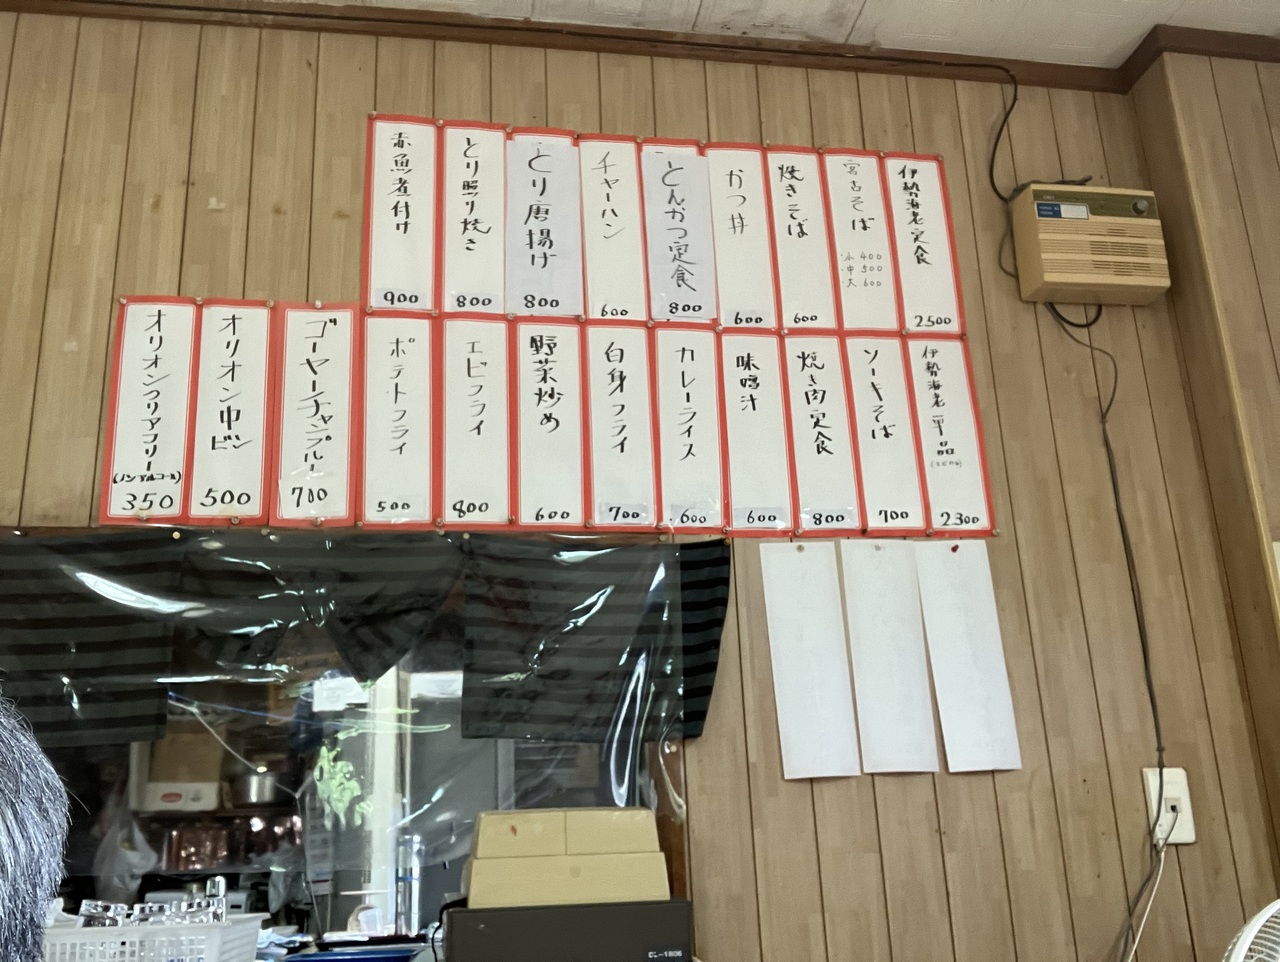 伊勢海老定食
2500
宮古そば
小 400
中 500
大 600
焼きそば
600
かつ丼
600
とんかつ定食
800
チャーハン
600
とり唐揚げ
800
とり照り焼き
800
赤魚煮付け
900
伊勢海老 単品
2300
ソーキそば
700
焼き肉定食
800
味噌汁
600
カレーライス
600
白身フライ
700
野菜炒め
600
エビフライ
800
ポテトフライ
500
ゴーヤーチャンプルー
700
オリオン中ビン
500
オリオンクリアフリー
(ノンアルコール)
350
CL-1806